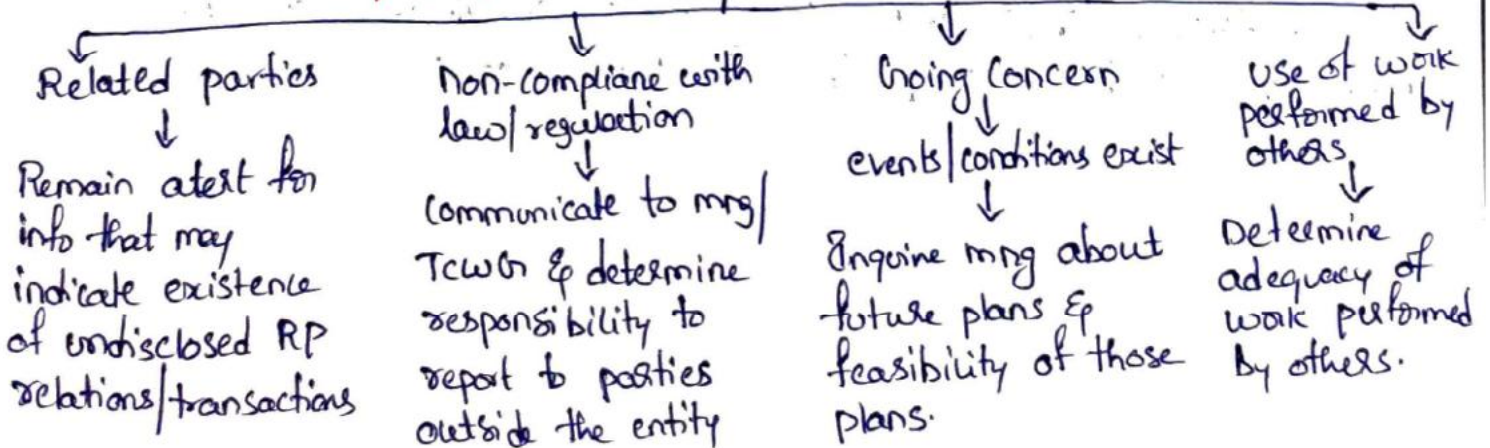 Related parties
Remain alert for
info that may
indicate existence
of undisclosed RP
relations/transactions
non-compliane with
law/regulation
Communicate to mng/
TCWG & determine
responsibility to
report to parties
outside the entity
Going Concern
events/conditions exist
Inquire mng about
future plans &
feasibility of those
plans.
Use of work
performed by
others
Determine
adequacy of
work performed
by others.